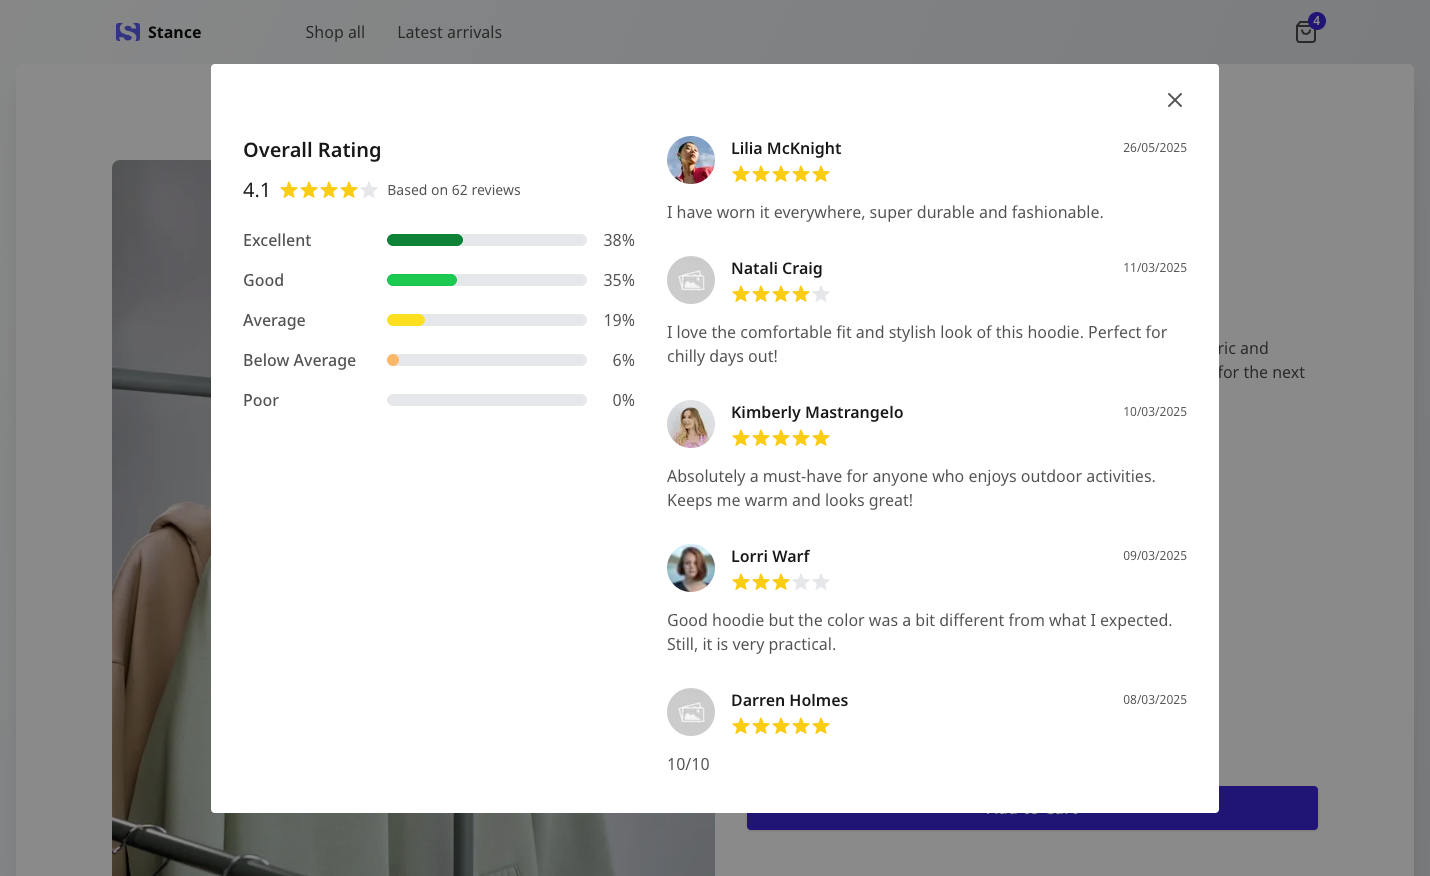 Stance
Shop all
Latest arrivals
4
Overall Rating
4.1
Based on 62 reviews
Excellent
38%
Good
35%
Average
19%
Below Average
6%
Poor
0%
Lilia McKnight
26/05/2025
I have worn it everywhere, super durable and fashionable.
Natali Craig
11/03/2025
I love the comfortable fit and stylish look of this hoodie. Perfect for
chilly days out!
Kimberly Mastrangelo
10/03/2025
Absolutely a must-have for anyone who enjoys outdoor activities.
Keeps me warm and looks great!
Lorri Warf
09/03/2025
Good hoodie but the color was a bit different from what I expected.
Still, it is very practical.
Darren Holmes
08/03/2025
10/10
ric and
for the next